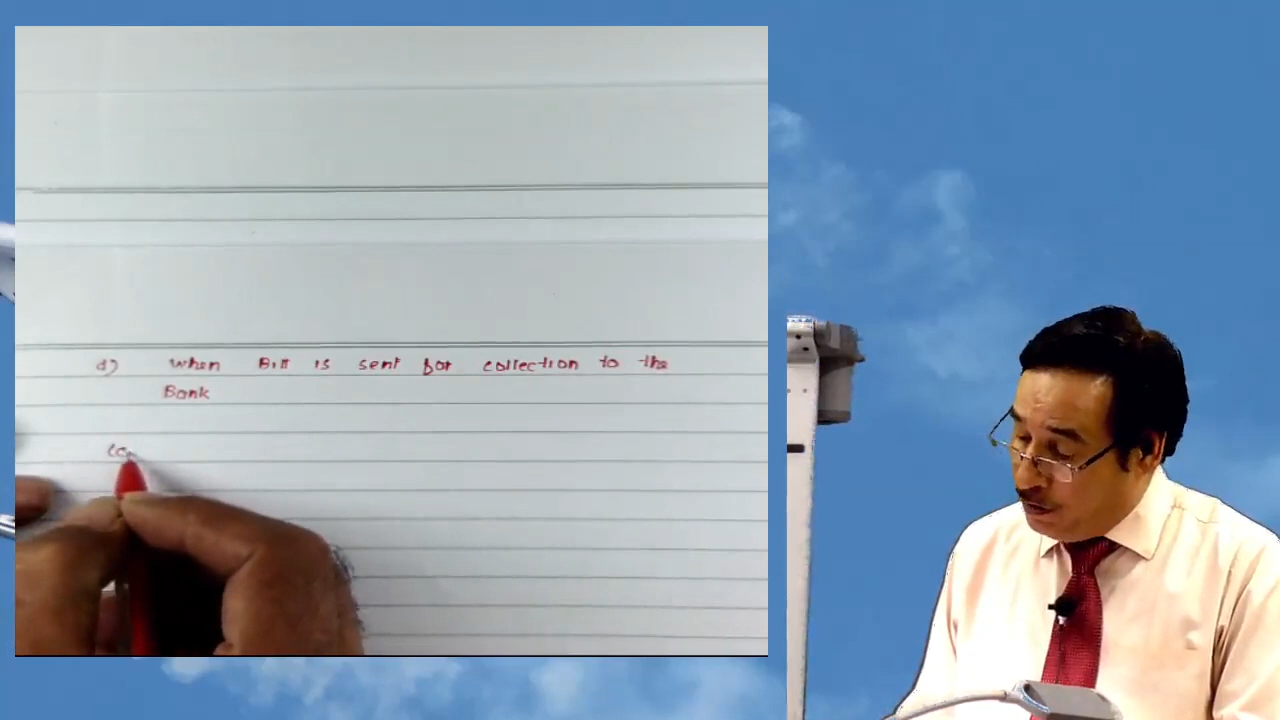 d) When Bill is sent for collection to the
Bank
(a